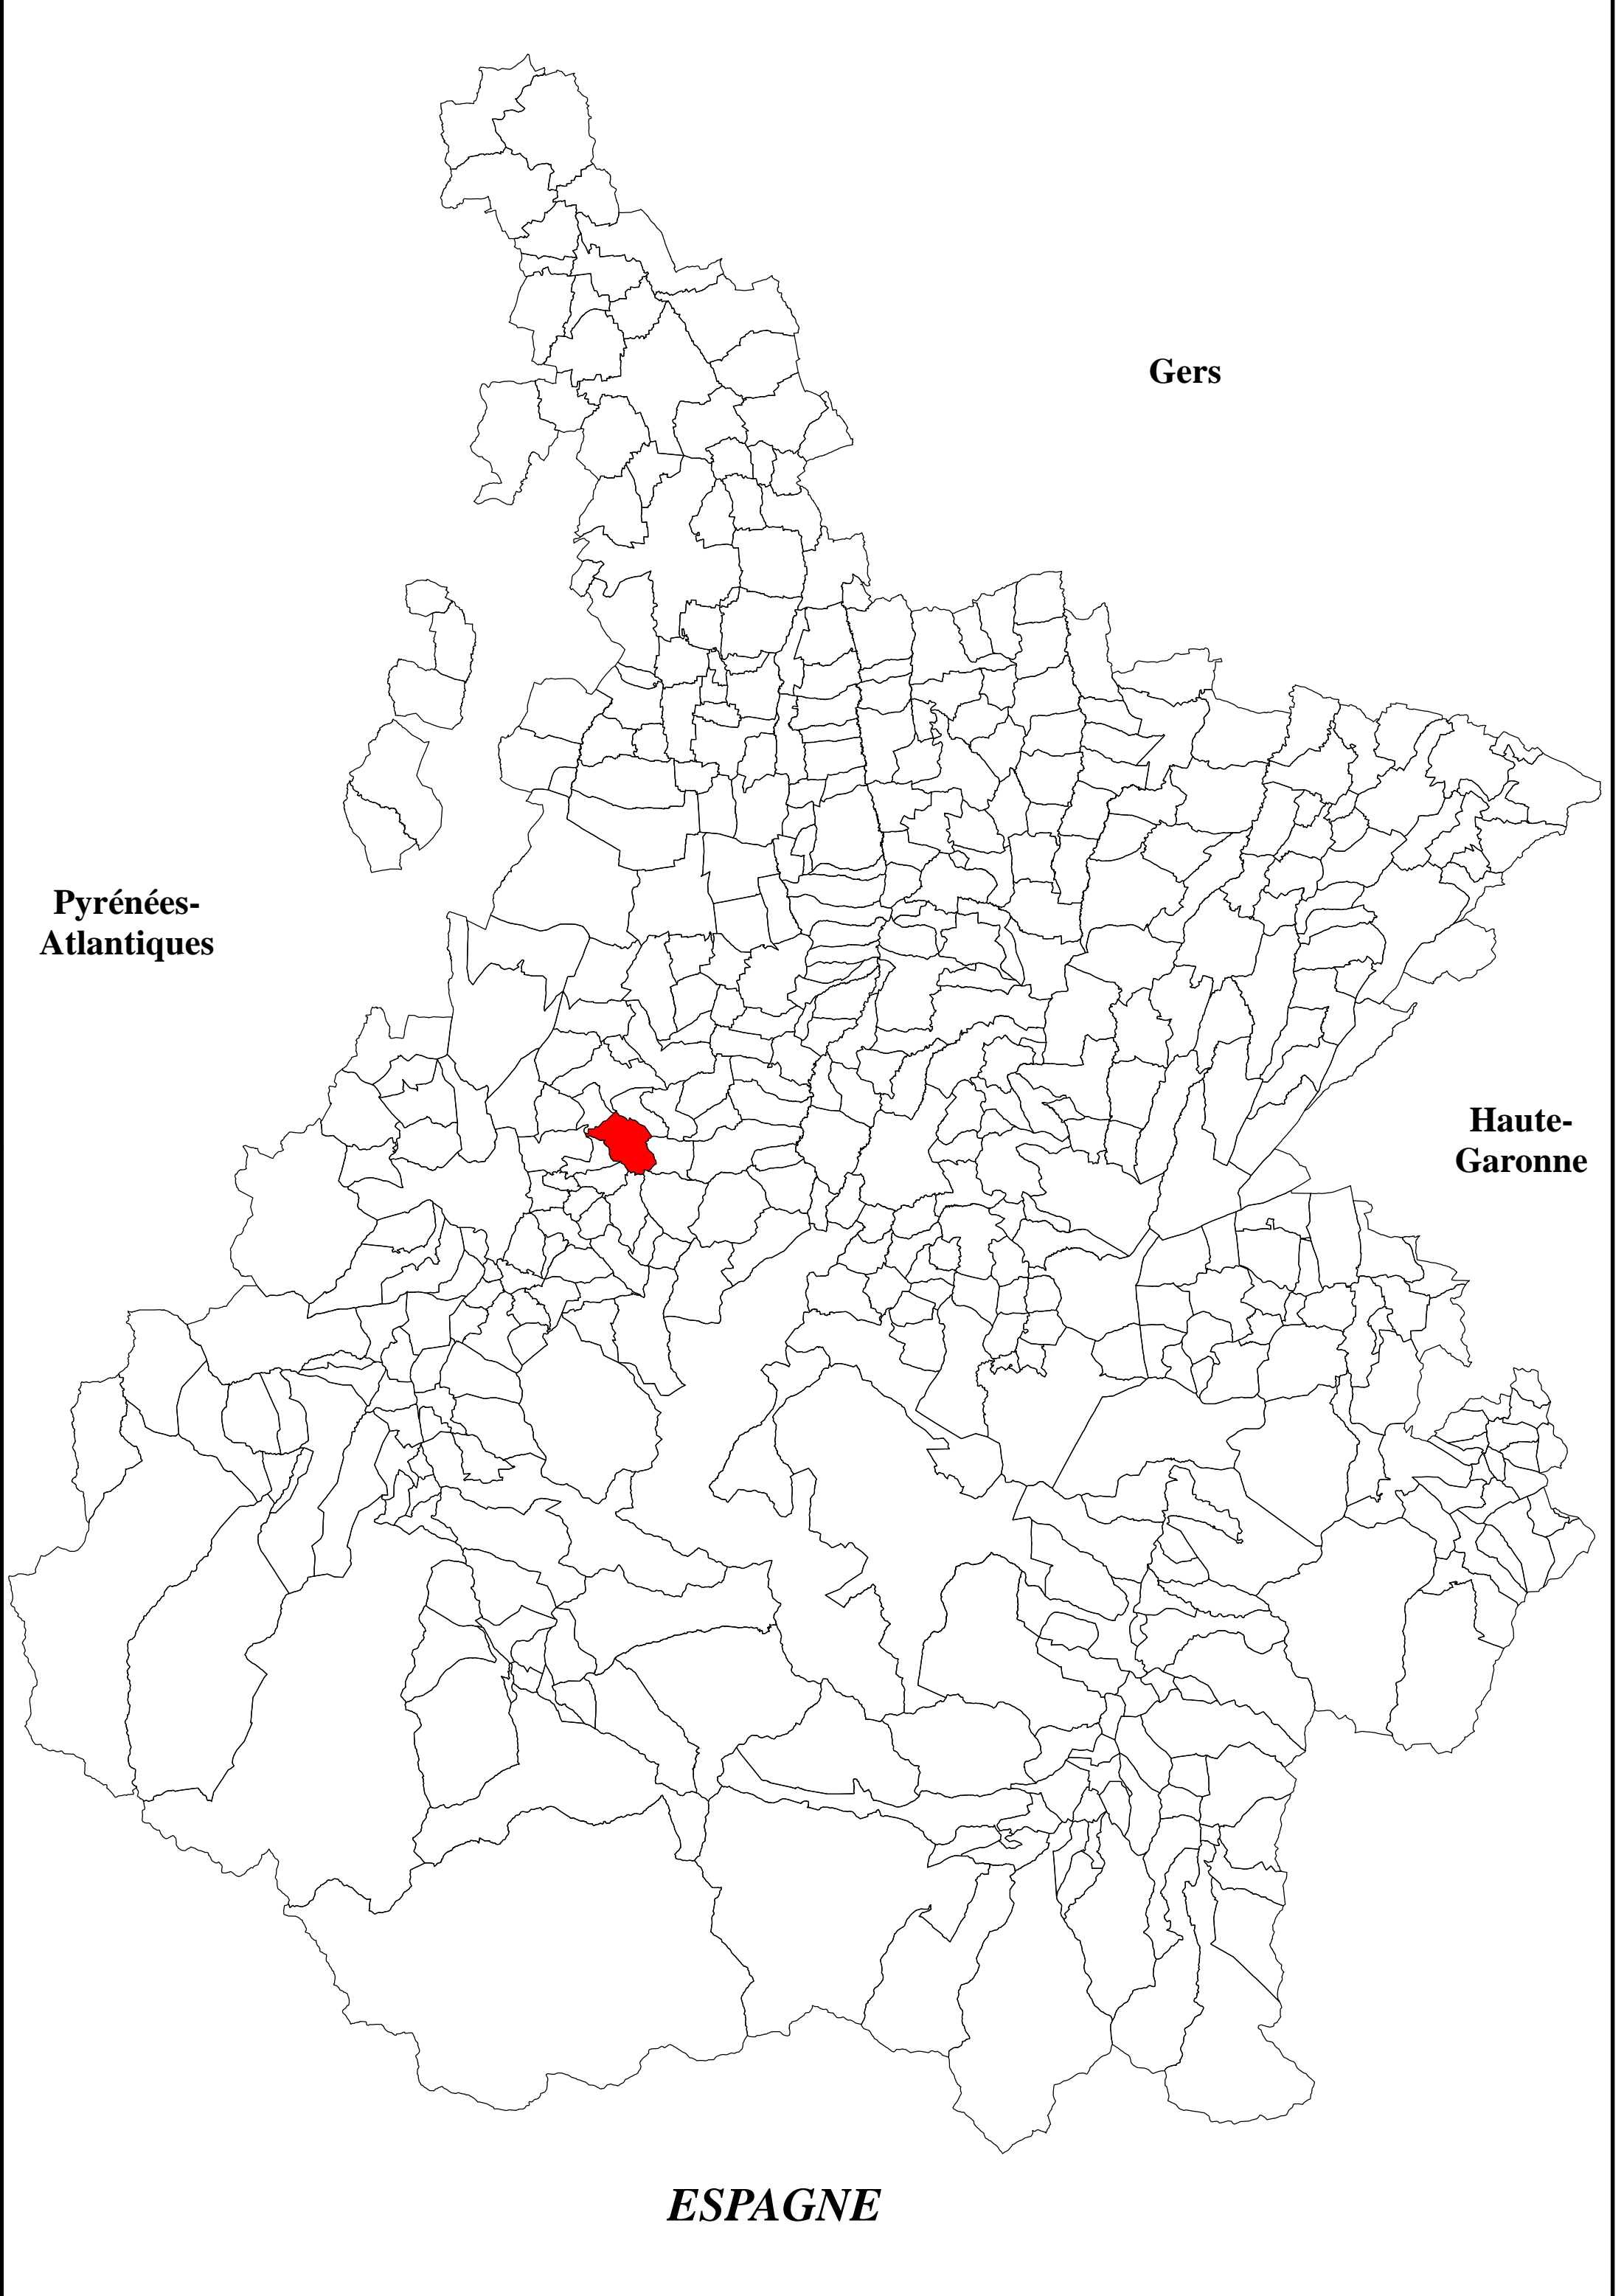 Gers
Pyrénées-
Atlantiques
Haute-
Garonne
ESPAGNE